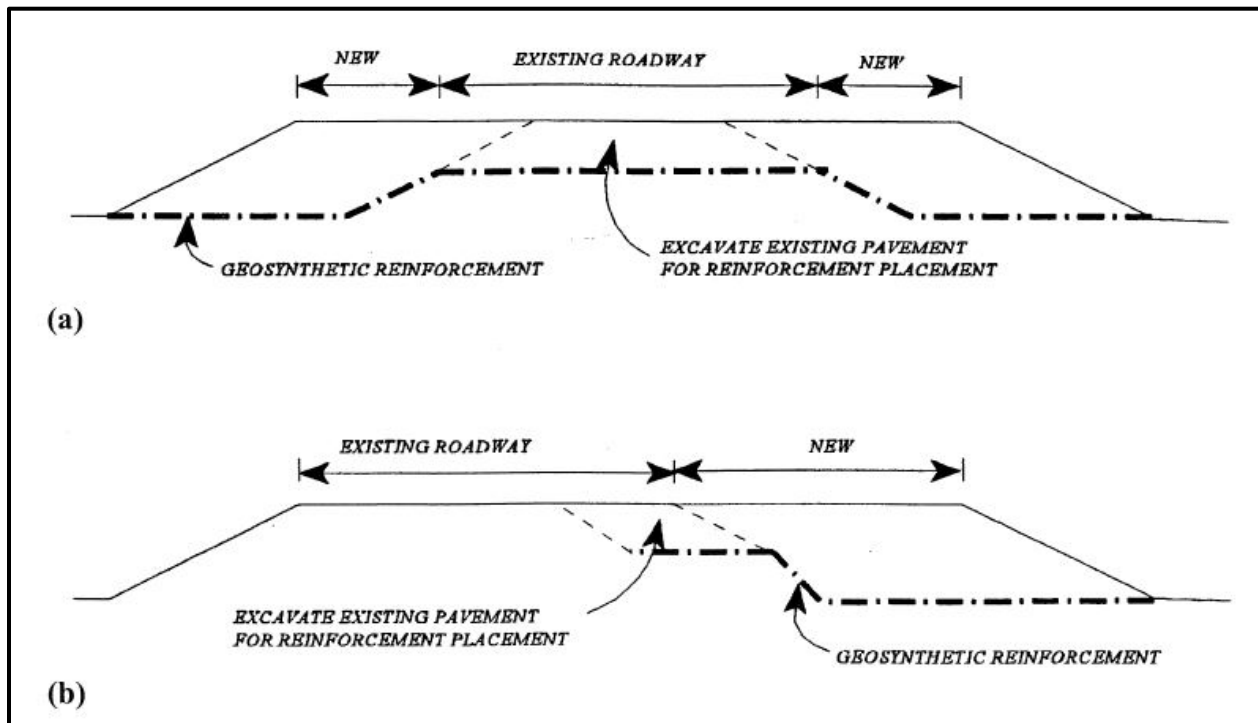 NEW
EXISTING ROADWAY
NEW
GEOSYNTHETIC REINFORCEMENT
EXCAVATE EXISTING PAVEMENT
FOR REINFORCEMENT PLACEMENT
(a)
EXISTING ROADWAY
NEW
EXCAVATE EXISTING PAVEMENT
FOR REINFORCEMENT PLACEMENT
GEOSYNTHETIC REINFORCEMENT
(b)